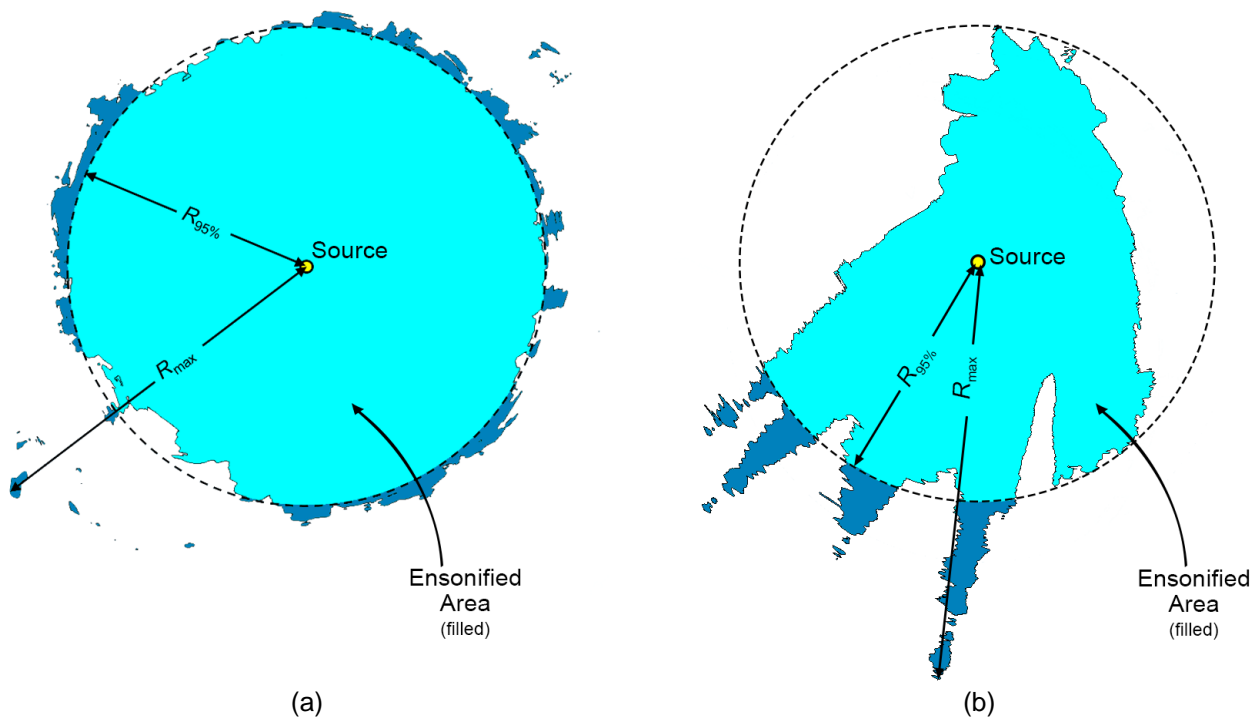 Source
R95%
Rmax
Ensonified
Area
(filled)
(a)
Source
R95%
Rmax
Ensonified
Area
(filled)
(b)